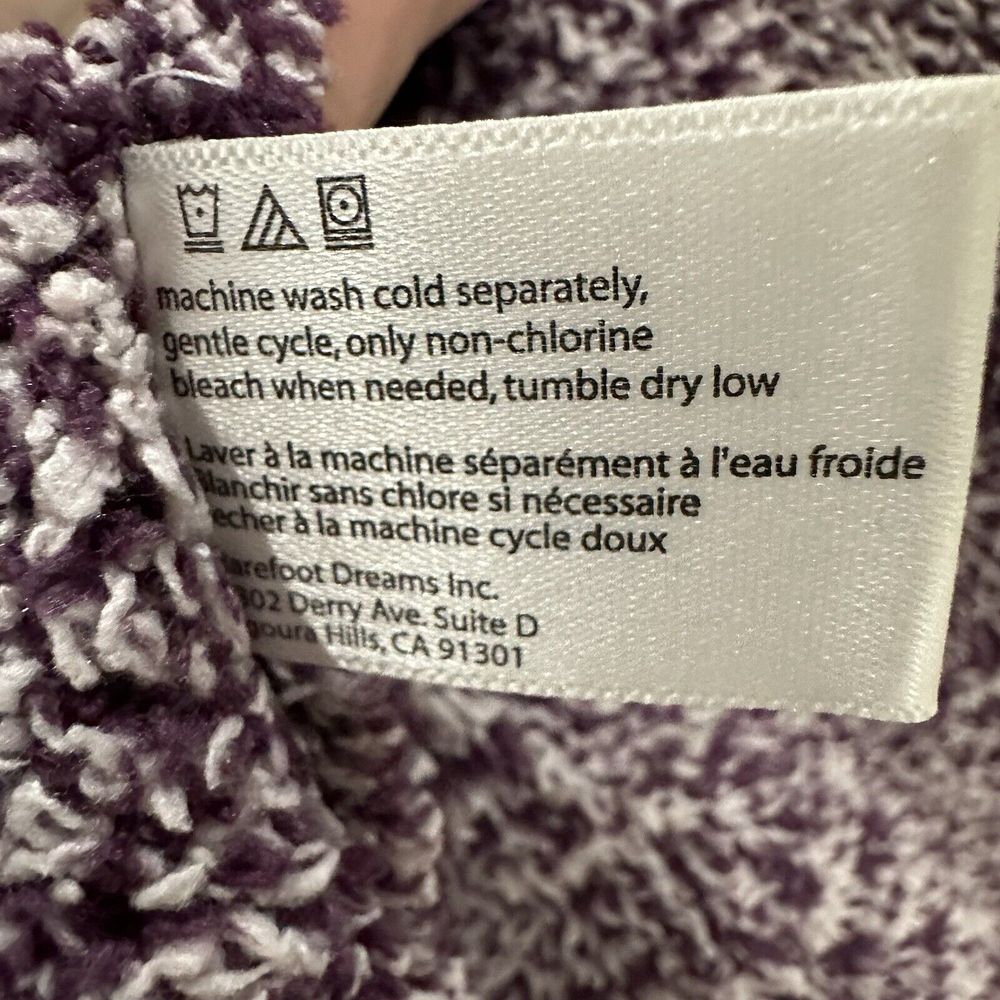 machine wash cold separately,
gentle cycle, only non-chlorine
bleach when needed, tumble dry low
Laver à la machine séparément à l'eau froide
Blanchir sans chlore si nécessaire
à la machine cycle doux
Dreams Inc.
Derry Ave. Suite D
Hills, CA 91301